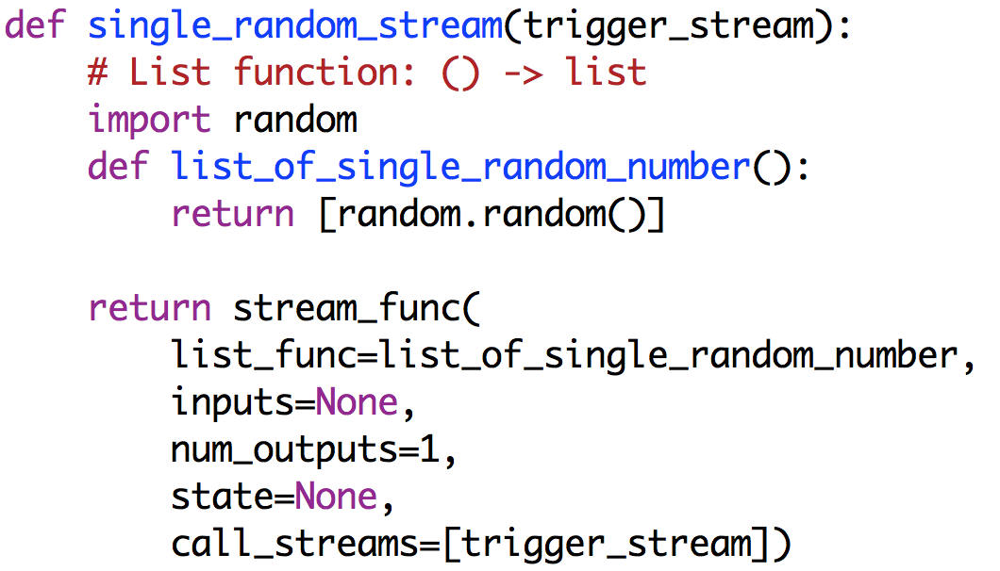 def single_random_stream(trigger_stream):
    # List function: () -> list
    import random
    def list_of_single_random_number():
        return [random.random()]

    return stream_func(
        list_func=list_of_single_random_number,
        inputs=None,
        num_outputs=1,
        state=None,
        call_streams=[trigger_stream])